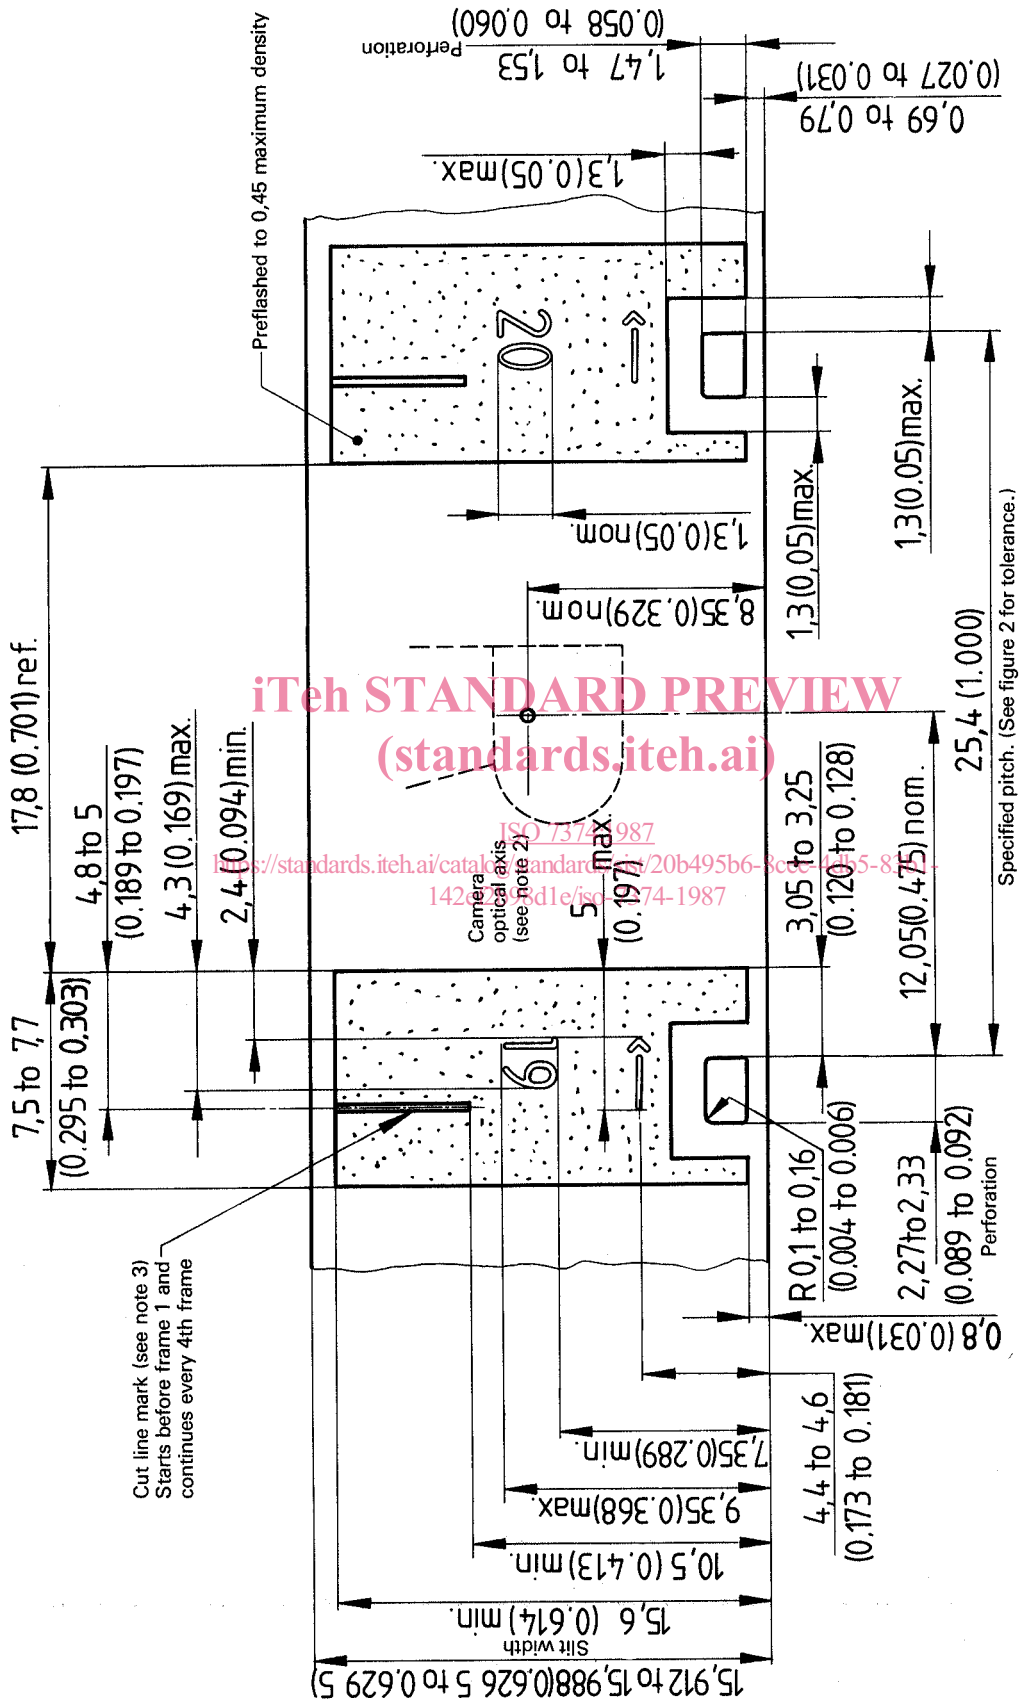 17,8 (0.701) ref.
7,5 to 7,7
(0.295 to 0.303)
4,8 to 5
(0.189 to 0.197)
4,3 (0.169) max.
2,4 (0.094) min.
Preflashed to 0,45 maximum density
Cut line mark (see note 3)
Starts before frame 1 and
continues every 4th frame
Perforation
1,47 to 1,53
(0.058 to 0.060)
0,69 to 0,79
(0.027 to 0.031)
1,3 (0.05) max.
20
19
1,3 (0.05) nom.
8,35 (0.329) nom.
1,3 (0,05) max.
1,3 (0.05) max.
iTeh STANDARD PREVIEW
(standards.iteh.ai)
ISO 7374:1987
Camera
optical axis
(see note 2)
5 max.
(0.197)
3,05 to 3,25
(0.120 to 0.128)
12,05 (0.475) nom.
25,4 (1.000)
Specified pitch. (See figure 2 for tolerance.)
R 0,1 to 0,16
(0.004 to 0.006)
2,27 to 2,33
(0.089 to 0.092)
Perforation
0,8 (0.031) max.
4,4 to 4,6
(0.173 to 0.181)
7,35 (0.289) min.
9,35 (0.368) max.
10,5 (0.413) min.
15,6 (0.614) min.
Slit width
15,912 to 15,988 (0.626 5 to 0.629 5)